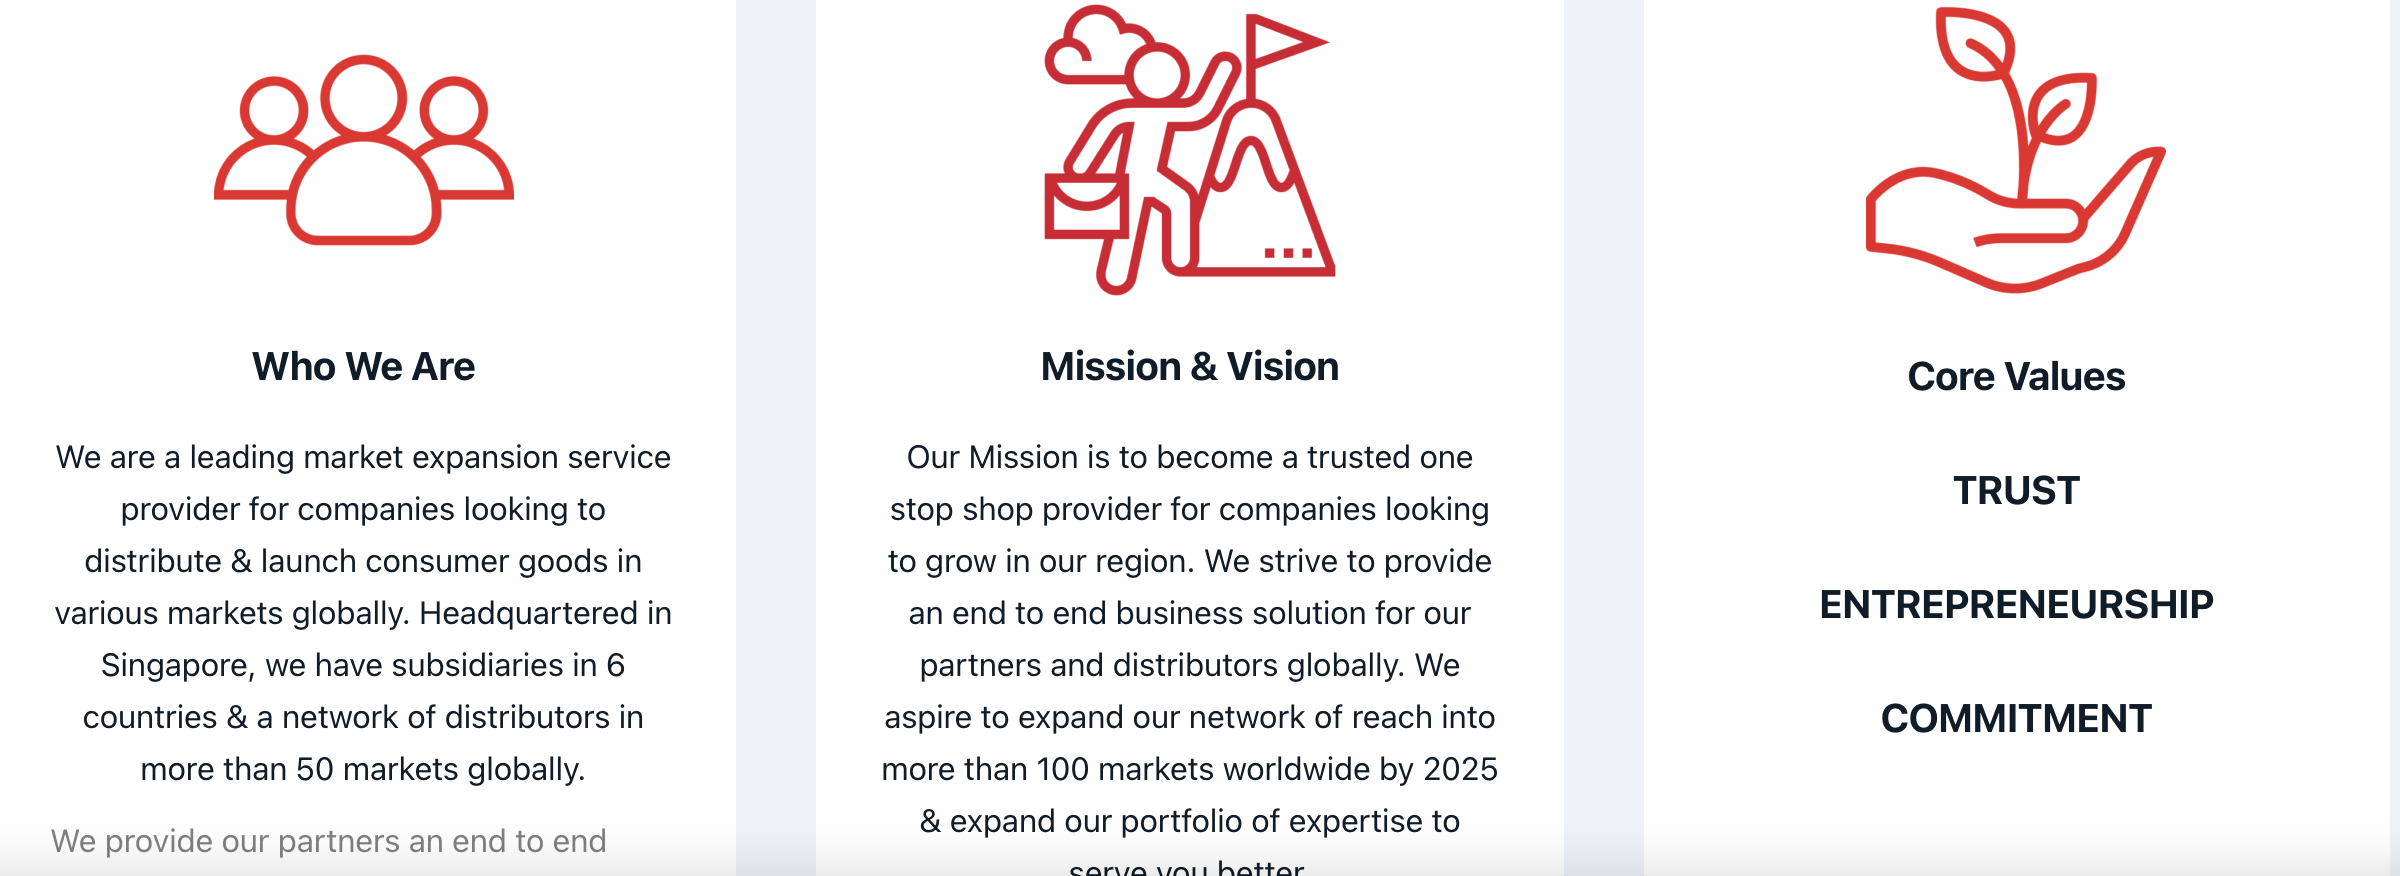 Who We Are
We are a leading market expansion service
provider for companies looking to
distribute & launch consumer goods in
various markets globally. Headquartered in
Singapore, we have subsidiaries in 6
countries & a network of distributors in
more than 50 markets globally.
We provide our partners an end to end
Mission & Vision
Our Mission is to become a trusted one
stop shop provider for companies looking
to grow in our region. We strive to provide
an end to end business solution for our
partners and distributors globally. We
aspire to expand our network of reach into
more than 100 markets worldwide by 2025
& expand our portfolio of expertise to
serve you better
Core Values
TRUST
ENTREPRENEURSHIP
COMMITMENT